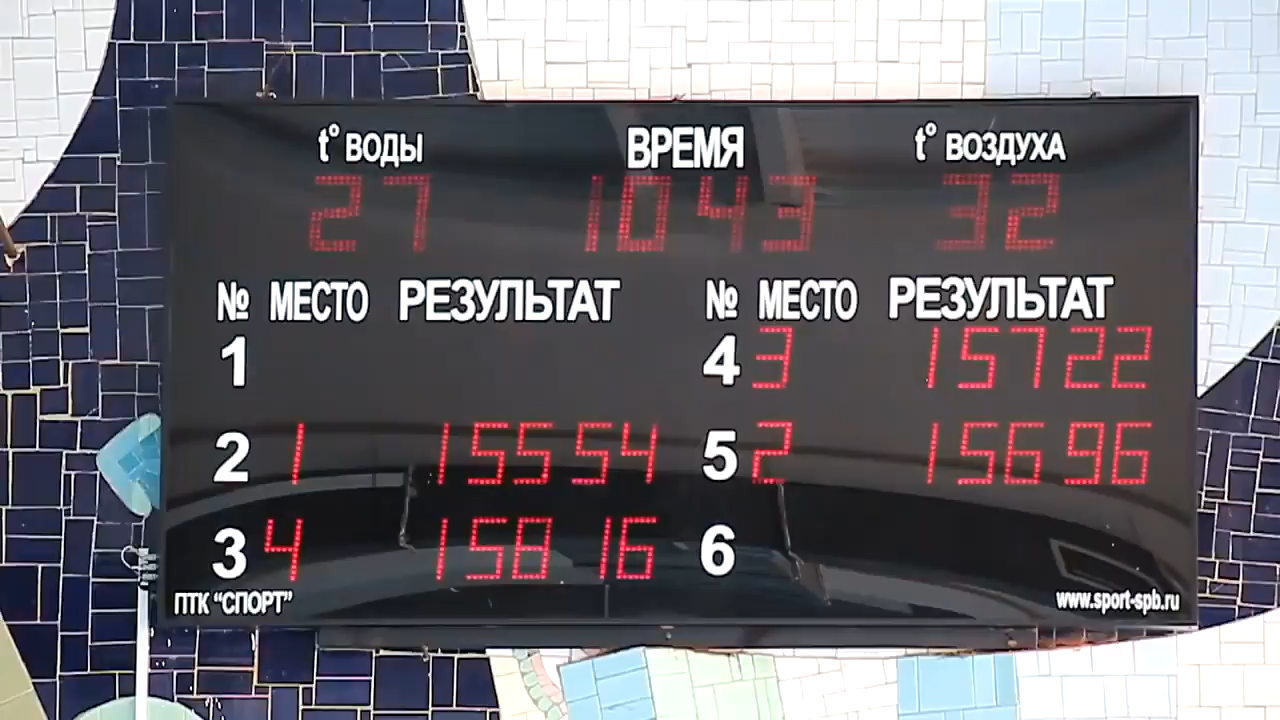 t° ВОДЫ ВРЕМЯ t° ВОЗДУХА
27 1043 32
№ МЕСТО РЕЗУЛЬТАТ № МЕСТО РЕЗУЛЬТАТ
1 4 3 15722
2 1 15554 5 2 15696
3 4 15816 6
ПТК “СПОРТ” www.sport-spb.ru